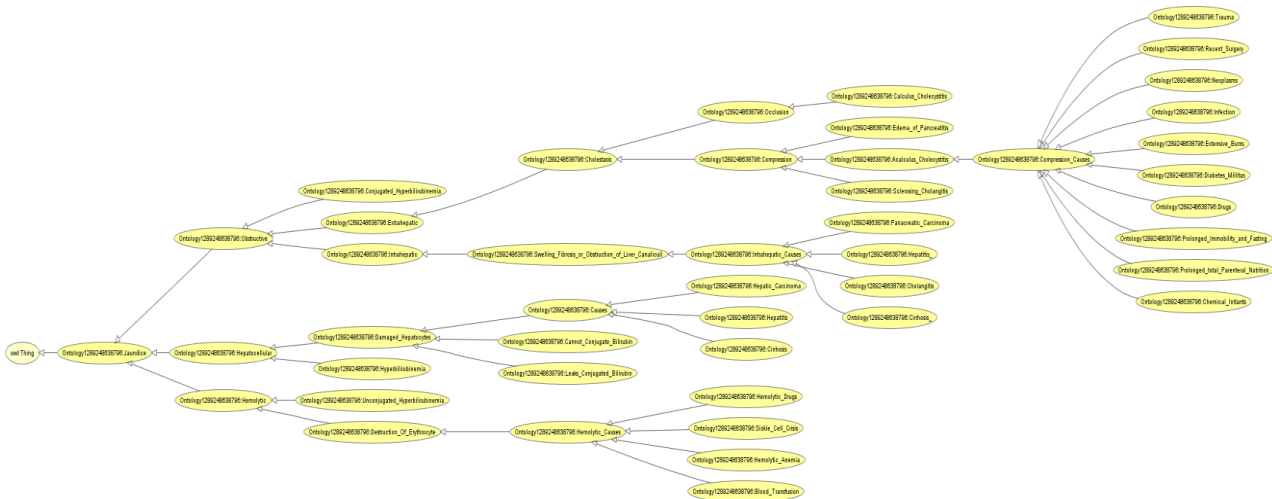 Ontology1289248638796:Trauma
Ontology1289248638796:Recent_Surgery
Ontology1289248638796:Neoplasms
Ontology1289248638796:Calculus_Cholecystitis
Ontology1289248638796:Occlusion
Ontology1289248638796:Infection
Ontology1289248638796:Edema_of_Pancreatitis
Ontology1289248638796:Extensive_Burns
Ontology1289248638796:Cholestasis
Ontology1289248638796:Compression
Ontology1289248638796:Acalculus_Cholecystitis
Ontology1289248638796:Compression_Causes
Ontology1289248638796:Diabetes_Millitus
Ontology1289248638796:Conjugated_Hyperbilirubinemia
Ontology1289248638796:Sclerosing_Cholangitis
Ontology1289248638796:Drugs
Ontology1289248638796:Extrahepatic
Ontology1289248638796:Panacreatic_Carcinoma
Ontology1289248638796:Obstructive
Ontology1289248638796:Prolonged_Immobility_and_Fasting
Ontology1289248638796:Intrahepatic
Ontology1289248638796:Swelling_Fibrosis_or_Obstruction_of_Liver_Canaliculi
Ontology1289248638796:Intrahepatic_Causes
Ontology1289248638796:Hepatitis_
Ontology1289248638796:Prolonged_total_Parenteral_Nutrition
Ontology1289248638796:Hepatic_Carcinoma
Ontology1289248638796:Cholangitis
Ontology1289248638796:Chemical_Irritants
Ontology1289248638796:Causes
Ontology1289248638796:Hepatitis
Ontology1289248638796:Cirrhosis_
Ontology1289248638796:Damaged_Hepatocytes
Ontology1289248638796:Cannot_Conjugate_Bilirubin
owl:Thing
Ontology1289248638796:Jaundice
Ontology1289248638796:Hepatocellular
Ontology1289248638796:Cirrhosis
Ontology1289248638796:Hyperbilirubinemia
Ontology1289248638796:Leaks_Conjugated_Bilirubin
Ontology1289248638796:Hemolytic_Drugs
Ontology1289248638796:Hemolytic
Ontology1289248638796:Unconjugated_Hyperbilirubinemia
Ontology1289248638796:Sickle_Cell_Crisis
Ontology1289248638796:Destruction_Of_Erythrocyte
Ontology1289248638796:Hemolytic_Causes
Ontology1289248638796:Hemolytic_Anemia
Ontology1289248638796:Blood_Transfusion